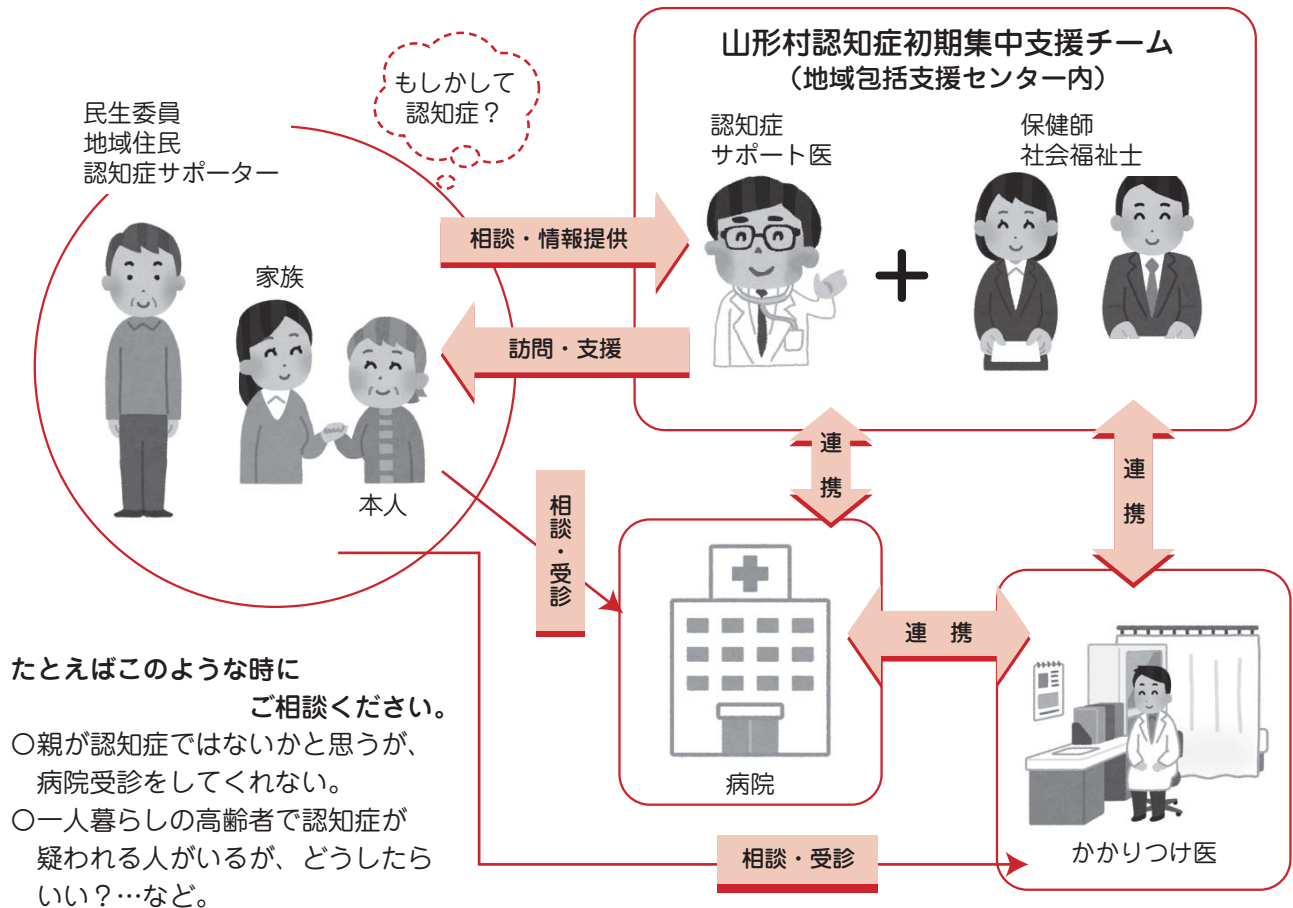 山形村認知症初期集中支援チーム
（地域包括支援センター内）
もしかして
認知症？
民生委員
地域住民
認知症サポーター
認知症
サポート医
保健師
社会福祉士
相談・情報提供
家族
訪問・支援
本人
連携
連携
相談・受診
連　携
たとえばこのような時に
ご相談ください。
〇親が認知症ではないかと思うが、
病院受診をしてくれない。
〇一人暮らしの高齢者で認知症が
疑われる人がいるが、どうしたら
いい？…など。
病院
相談・受診
かかりつけ医